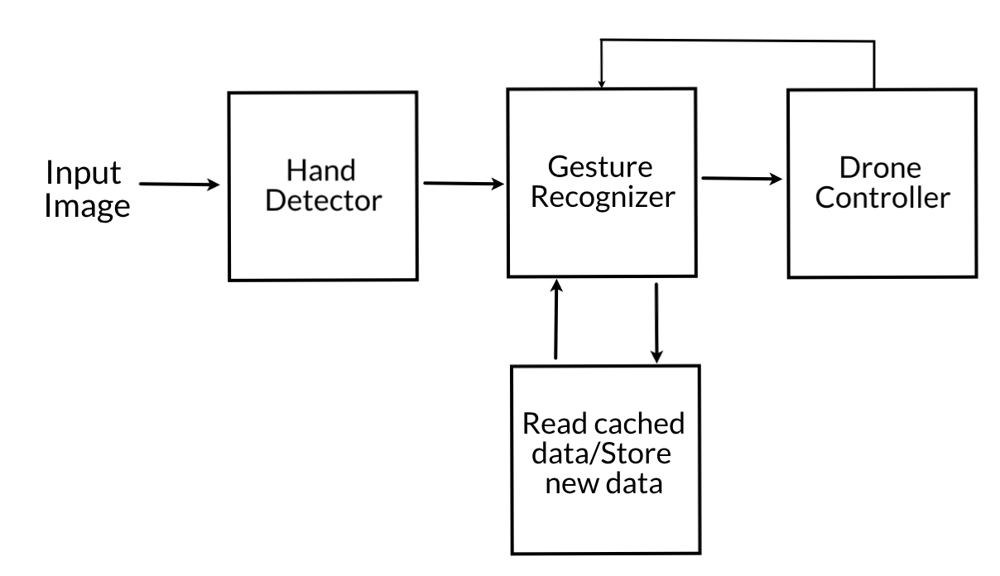 Input
Image
Hand
Detector
Gesture
Recognizer
Drone
Controller
Read cached
data/Store
new data